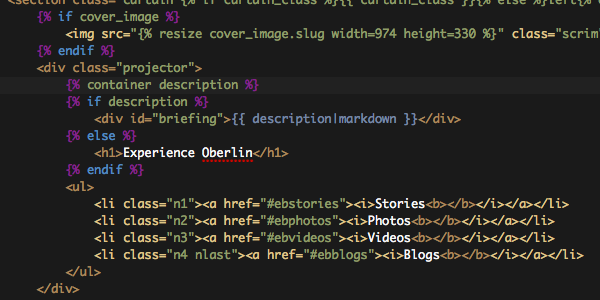 <section class="curtain {% if curtain_class %}{{ curtain_class }}{% else %}left{%
{% if cover_image %}
<img src="{% resize cover_image.slug width=974 height=330 %}" class="scrim
{% endif %}
<div class="projector">
{% container description %}
{% if description %}
<div id="briefing">{{ description|markdown }}</div>
{% else %}
<h1>Experience Oberlin</h1>
{% endif %}
<ul>
<li class="n1"><a href="#ebstories"><i>Stories<b></b></i></a></li>
<li class="n2"><a href="#ebphotos"><i>Photos<b></b></i></a></li>
<li class="n3"><a href="#ebvideos"><i>Videos<b></b></i></a></li>
<li class="n4 nlast"><a href="#ebblogs"><i>Blogs<b></b></i></a></li>
</ul>
</div>